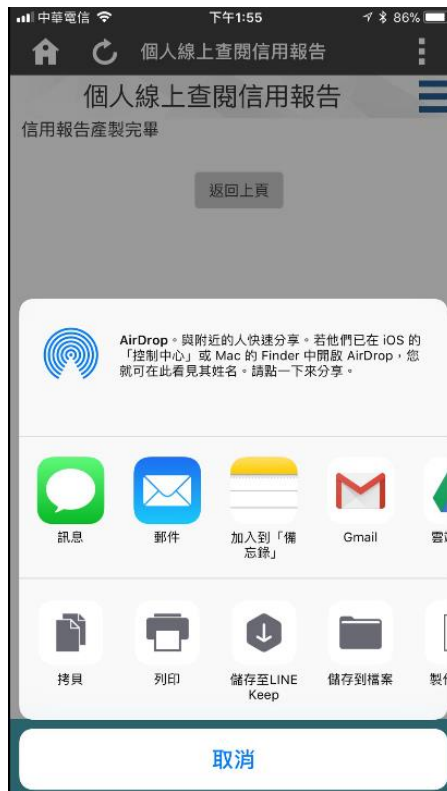 中華電信
下午1:55
86%
個人線上查閱信用報告
個人線上查閱信用報告
信用報告產製完畢
返回上頁
AirDrop。與附近的人快速分享。若他們已在 iOS 的
「控制中心」或 Mac 的 Finder 中開啟 AirDrop,您
就可在此看見其姓名。請點一下來分享。
訊息
郵件
加入到「備
忘錄」
Gmail
拷貝
列印
儲存至LINE
Keep
儲存到檔案
取消